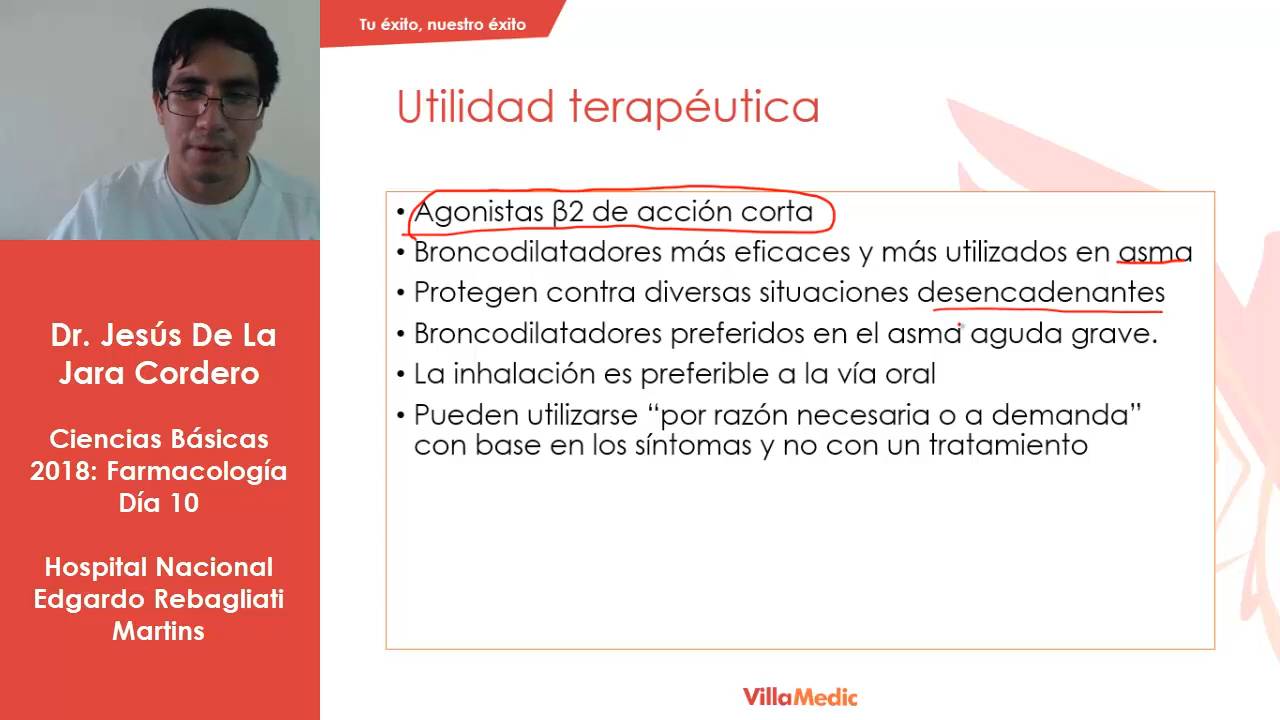 Tu éxito, nuestro éxito
Utilidad terapéutica
• Agonistas β2 de acción corta
• Broncodilatadores más eficaces y más utilizados en asma
• Protegen contra diversas situaciones desencadenantes
• Broncodilatadores preferidos en el asma aguda grave.
• La inhalación es preferible a la vía oral
• Pueden utilizarse “por razón necesaria o a demanda”
con base en los síntomas y no con un tratamiento
Dr. Jesús De La
Jara Cordero
Ciencias Básicas
2018: Farmacología
Día 10
Hospital Nacional
Edgardo Rebagliati
Martins
VillaMedic